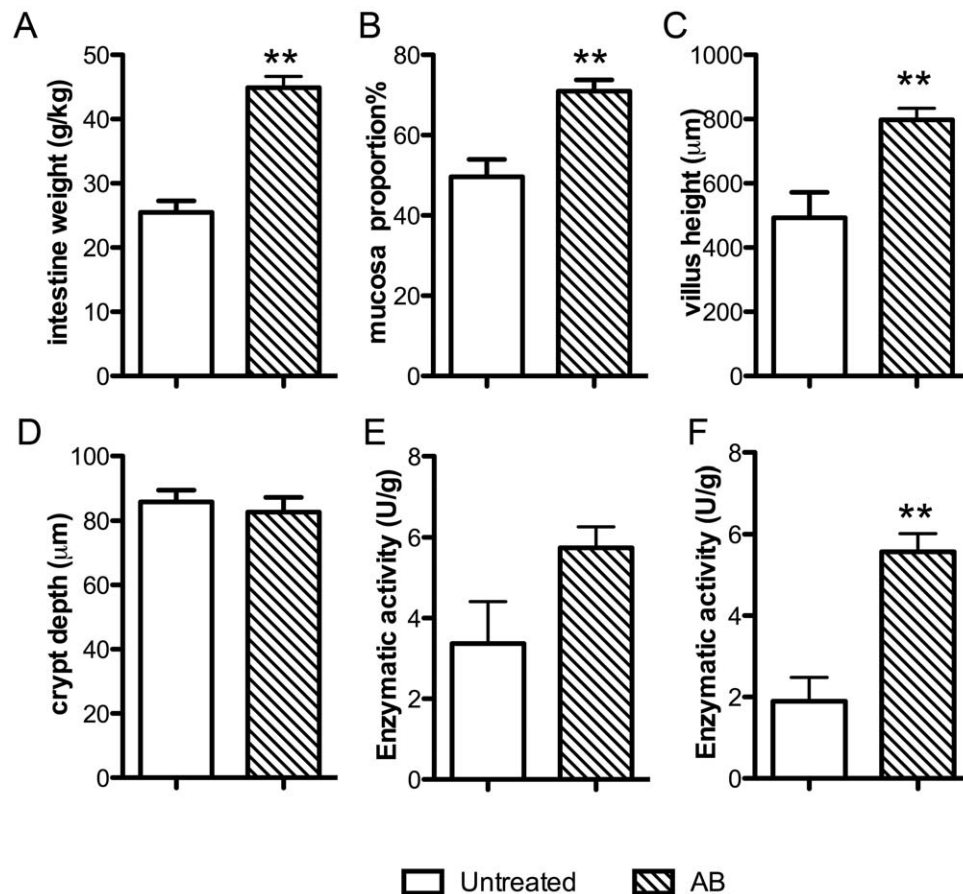 A
intestine weight (g/kg)
50
40
30
20
10
0
**
B
mucosa proportion%
80
60
40
20
0
**
C
villus height (μm)
1000
800
600
400
200
0
**
D
crypt depth (μm)
100
80
60
40
20
0
E
Enzymatic activity (U/g)
8
6
4
2
0
F
Enzymatic activity (U/g)
8
6
4
2
0
**
Untreated
AB